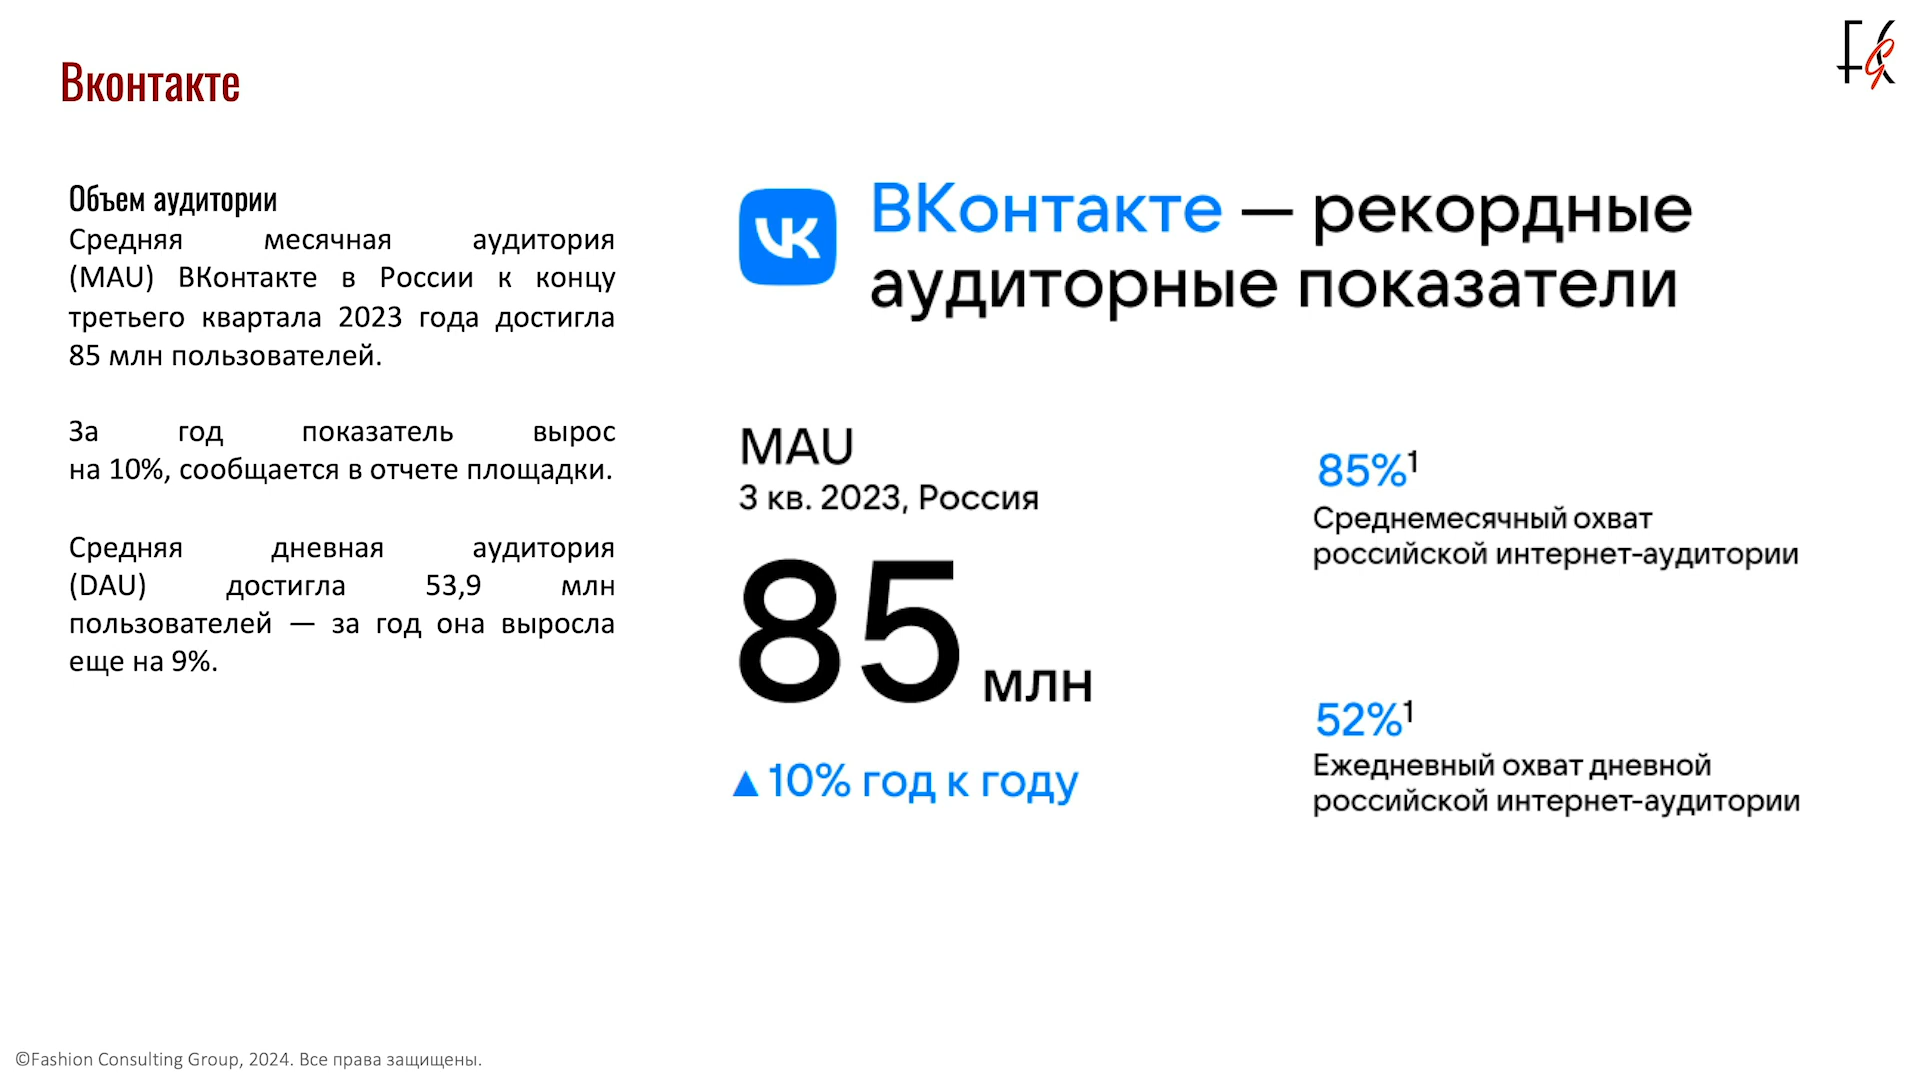 Вконтакте
Объем аудитории
Средняя месячная аудитория
(MAU) ВКонтакте в России к концу
третьего квартала 2023 года достигла
85 млн пользователей.
За год показатель вырос
на 10%, сообщается в отчете площадки.
Средняя дневная аудитория
(DAU) достигла 53,9 млн
пользователей — за год она выросла
еще на 9%.
ВКонтакте — рекордные
аудиторные показатели
MAU
3 кв. 2023, Россия
85 млн
▲10% год к году
85%¹
Среднемесячный охват
российской интернет-аудитории
52%¹
Ежедневный охват дневной
российской интернет-аудитории
©Fashion Consulting Group, 2024. Все права защищены.